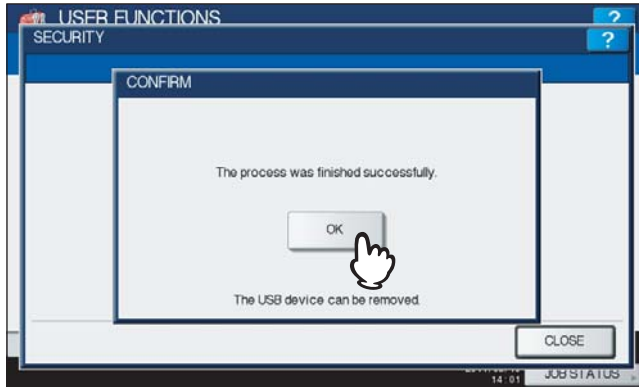 USER FUNCTIONS
?
SECURITY
?
CONFIRM
The process was finished successfully.
OK
The USB device can be removed.
CLOSE
14:01
JOB STATUS